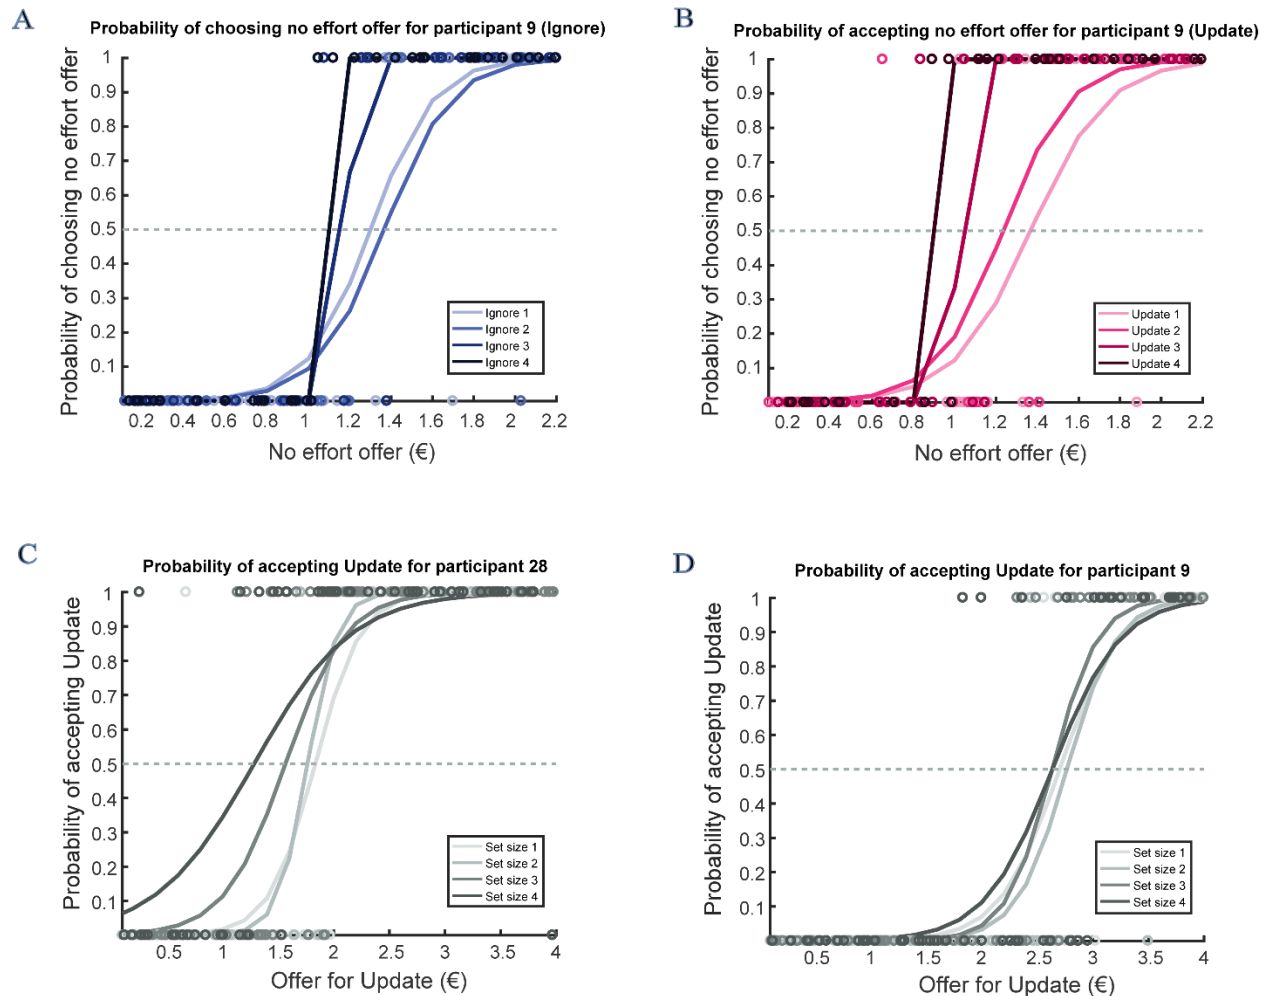 A
Probability of choosing no effort offer for participant 9 (Ignore)
Probability of choosing no effort offer
1
0.9
0.8
0.7
0.6
0.5
0.4
0.3
0.2
0.1
0.2 0.4 0.6 0.8 1 1.2 1.4 1.6 1.8 2 2.2
No effort offer (€)
Ignore 1
Ignore 2
Ignore 3
Ignore 4
B
Probability of accepting no effort offer for participant 9 (Update)
Probability of choosing no effort offer
1
0.9
0.8
0.7
0.6
0.5
0.4
0.3
0.2
0.1
0.2 0.4 0.6 0.8 1 1.2 1.4 1.6 1.8 2 2.2
No effort offer (€)
Update 1
Update 2
Update 3
Update 4
C
Probability of accepting Update for participant 28
Probability of accepting Update
1
0.9
0.8
0.7
0.6
0.5
0.4
0.3
0.2
0.1
0.5 1 1.5 2 2.5 3 3.5 4
Offer for Update (€)
Set size 1
Set size 2
Set size 3
Set size 4
D
Probability of accepting Update for participant 9
Probability of accepting Update
1
0.9
0.8
0.7
0.6
0.5
0.4
0.3
0.2
0.1
0.5 1 1.5 2 2.5 3 3.5 4
Offer for Update (€)
Set size 1
Set size 2
Set size 3
Set size 4